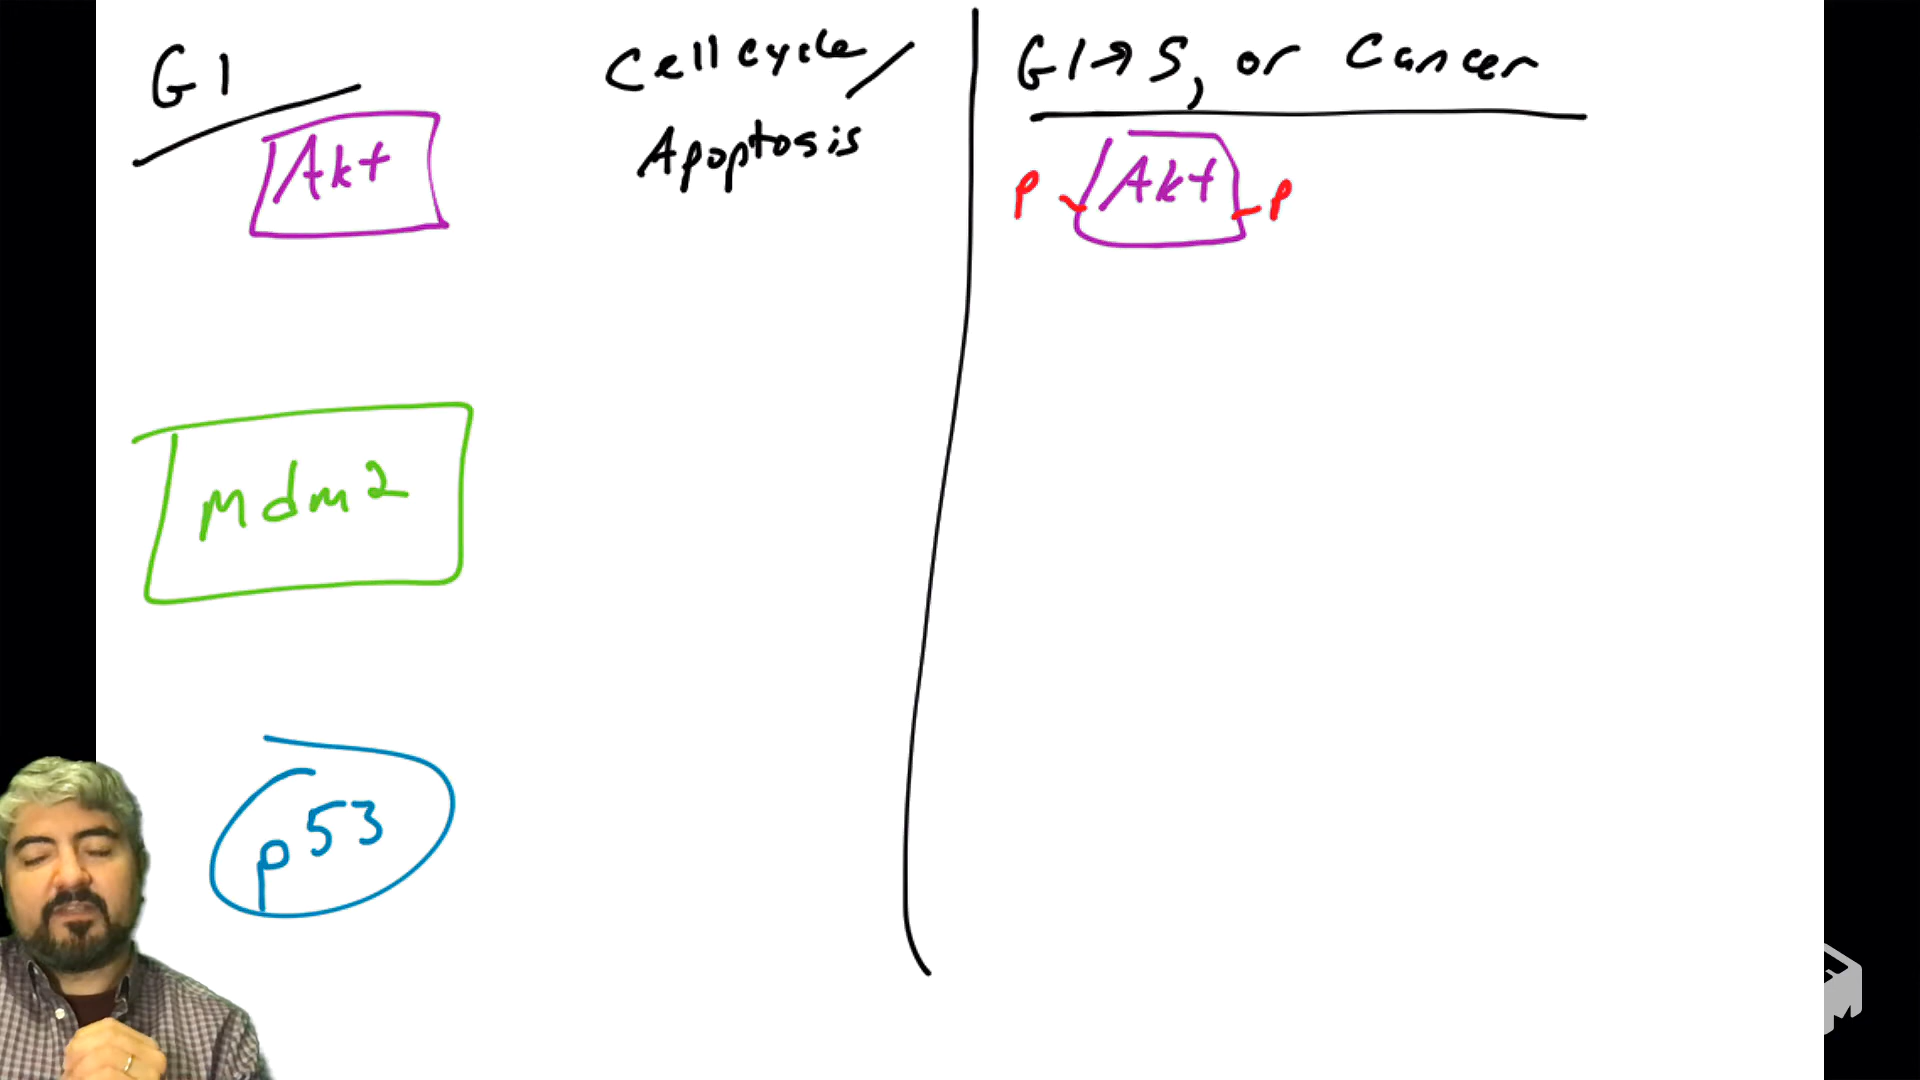 G1
Akt
Cell cycle/
Apoptosis
Mdm2
p53
G1→S, or Cancer
P Akt P